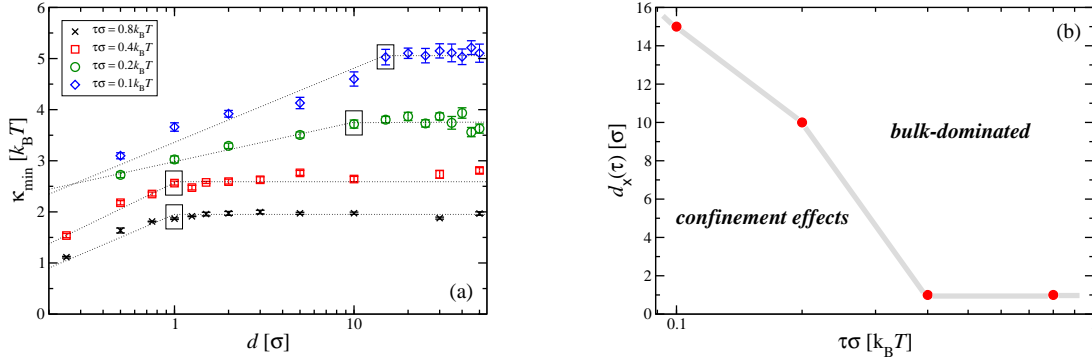 6
5
4
3
2
1
0
κmin [kBT]
τσ = 0.8kBT
τσ = 0.4kBT
τσ = 0.2kBT
τσ = 0.1kBT
(a)
1
10
d [σ]
16
15
14
12
10
8
6
4
2
1
0
dx(τ) [σ]
(b)
bulk-dominated
confinement effects
0.1
τσ [kBT]